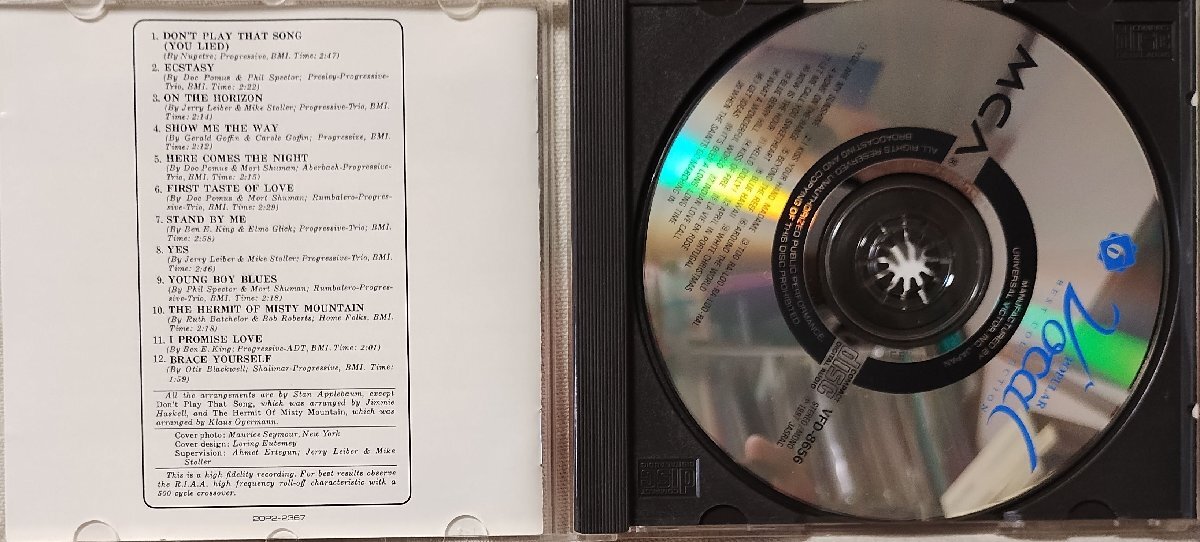 1. DON'T PLAY THAT SONG
(YOU LIED)
(By Nugetre; Progressive, BMI. Time: 2:47)
2. ECSTASY
(By Doc Pomus & Phil Spector; Presley-Progressive-
Trio, BMI. Time: 2:22)
3. ON THE HORIZON
(By Jerry Leiber & Mike Stoller; Progressive-Trio, BMI.
Time: 2:14)
4. SHOW ME THE WAY
(By Gerald Goffin & Carole Goffin; Progressive, BMI.
Time: 2:12)
5. HERE COMES THE NIGHT
(By Doc Pomus & Mort Shuman; Aberbach-Progressive-
Trio, BMI. Time: 2:15)
6. FIRST TASTE OF LOVE
(By Doc Pomus & Mort Shuman; Rumbalero-Progres-
sive-Trio, BMI. Time: 2:29)
7. STAND BY ME
(By Ben E. King & Elmo Glick; Progressive-Trio; BMI.
Time: 2:58)
8. YES
(By Jerry Leiber & Mike Stoller; Progressive-Trio, BMI.
Time: 2:46)
9. YOUNG BOY BLUES
(By Phil Spector & Mort Shuman; Rumbalero-Progres-
sive-Trio, BMI. Time: 2:18)
10. THE HERMIT OF MISTY MOUNTAIN
(By Ruth Batchelor & Bob Roberts; Home Folks, BMI.
Time: 2:18)
11. I PROMISE LOVE
(By Ben E. King; Progressive-ADT, BMI. Time: 2:01)
12. BRACE YOURSELF
(By Otis Blackwell; Shalimar-Progressive, BMI. Time:
1:59)
All the arrangements are by Stan Applebaum, except
Don't Play That Song, which was arranged by Jimmie
Haskell, and The Hermit Of Misty Mountain, which was
arranged by Klaus Ogermann.
Cover photo: Maurice Seymour, New York
Cover design: Loring Eutemey
Supervision: Ahmet Ertegun; Jerry Leiber & Mike
Stoller
This is a high fidelity recording. For best results observe
the R.I.A.A. high frequency roll-off characteristic with a
500 cycle crossover.
20P2-2367
MCA®
6
POPULAR
Vocal
BEST COLLECTION
MANUFACTURED BY
UNIVERSAL VICTOR INC. JAPAN
ALL RIGHTS RESERVED UNAUTHORIZED PUBLIC PERFORMANCE
BROADCASTING AND COPYING OF THIS DISC PROHIBITED
COMPACT
disc
DIGITAL AUDIO
VFD-8656
JASRAC